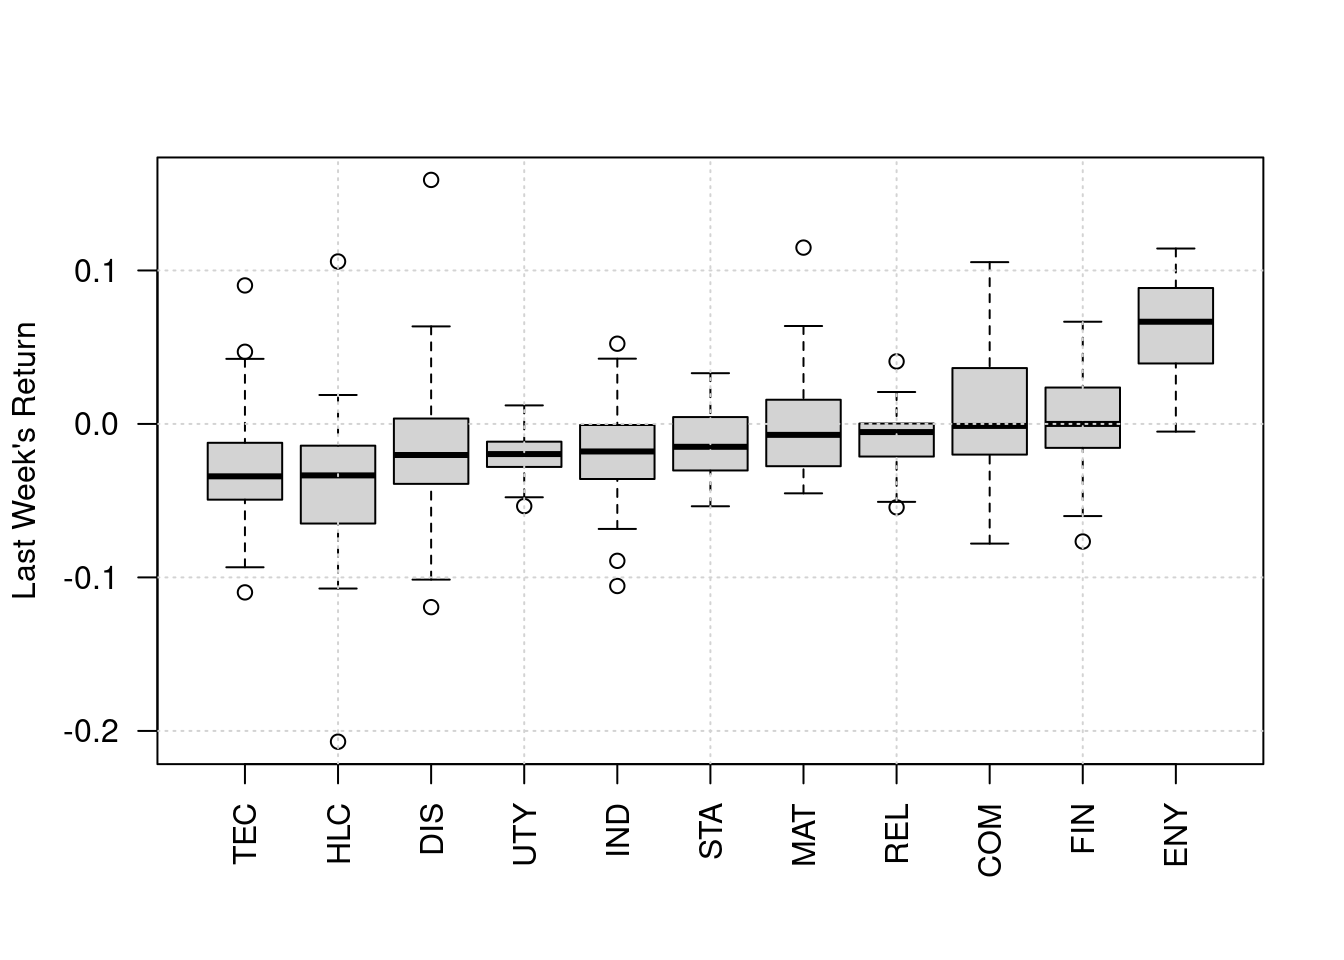 Last Week's Return
0.1
0.0
-0.1
-0.2
TEC
HLC
DIS
UTY
IND
STA
MAT
REL
COM
FIN
ENY